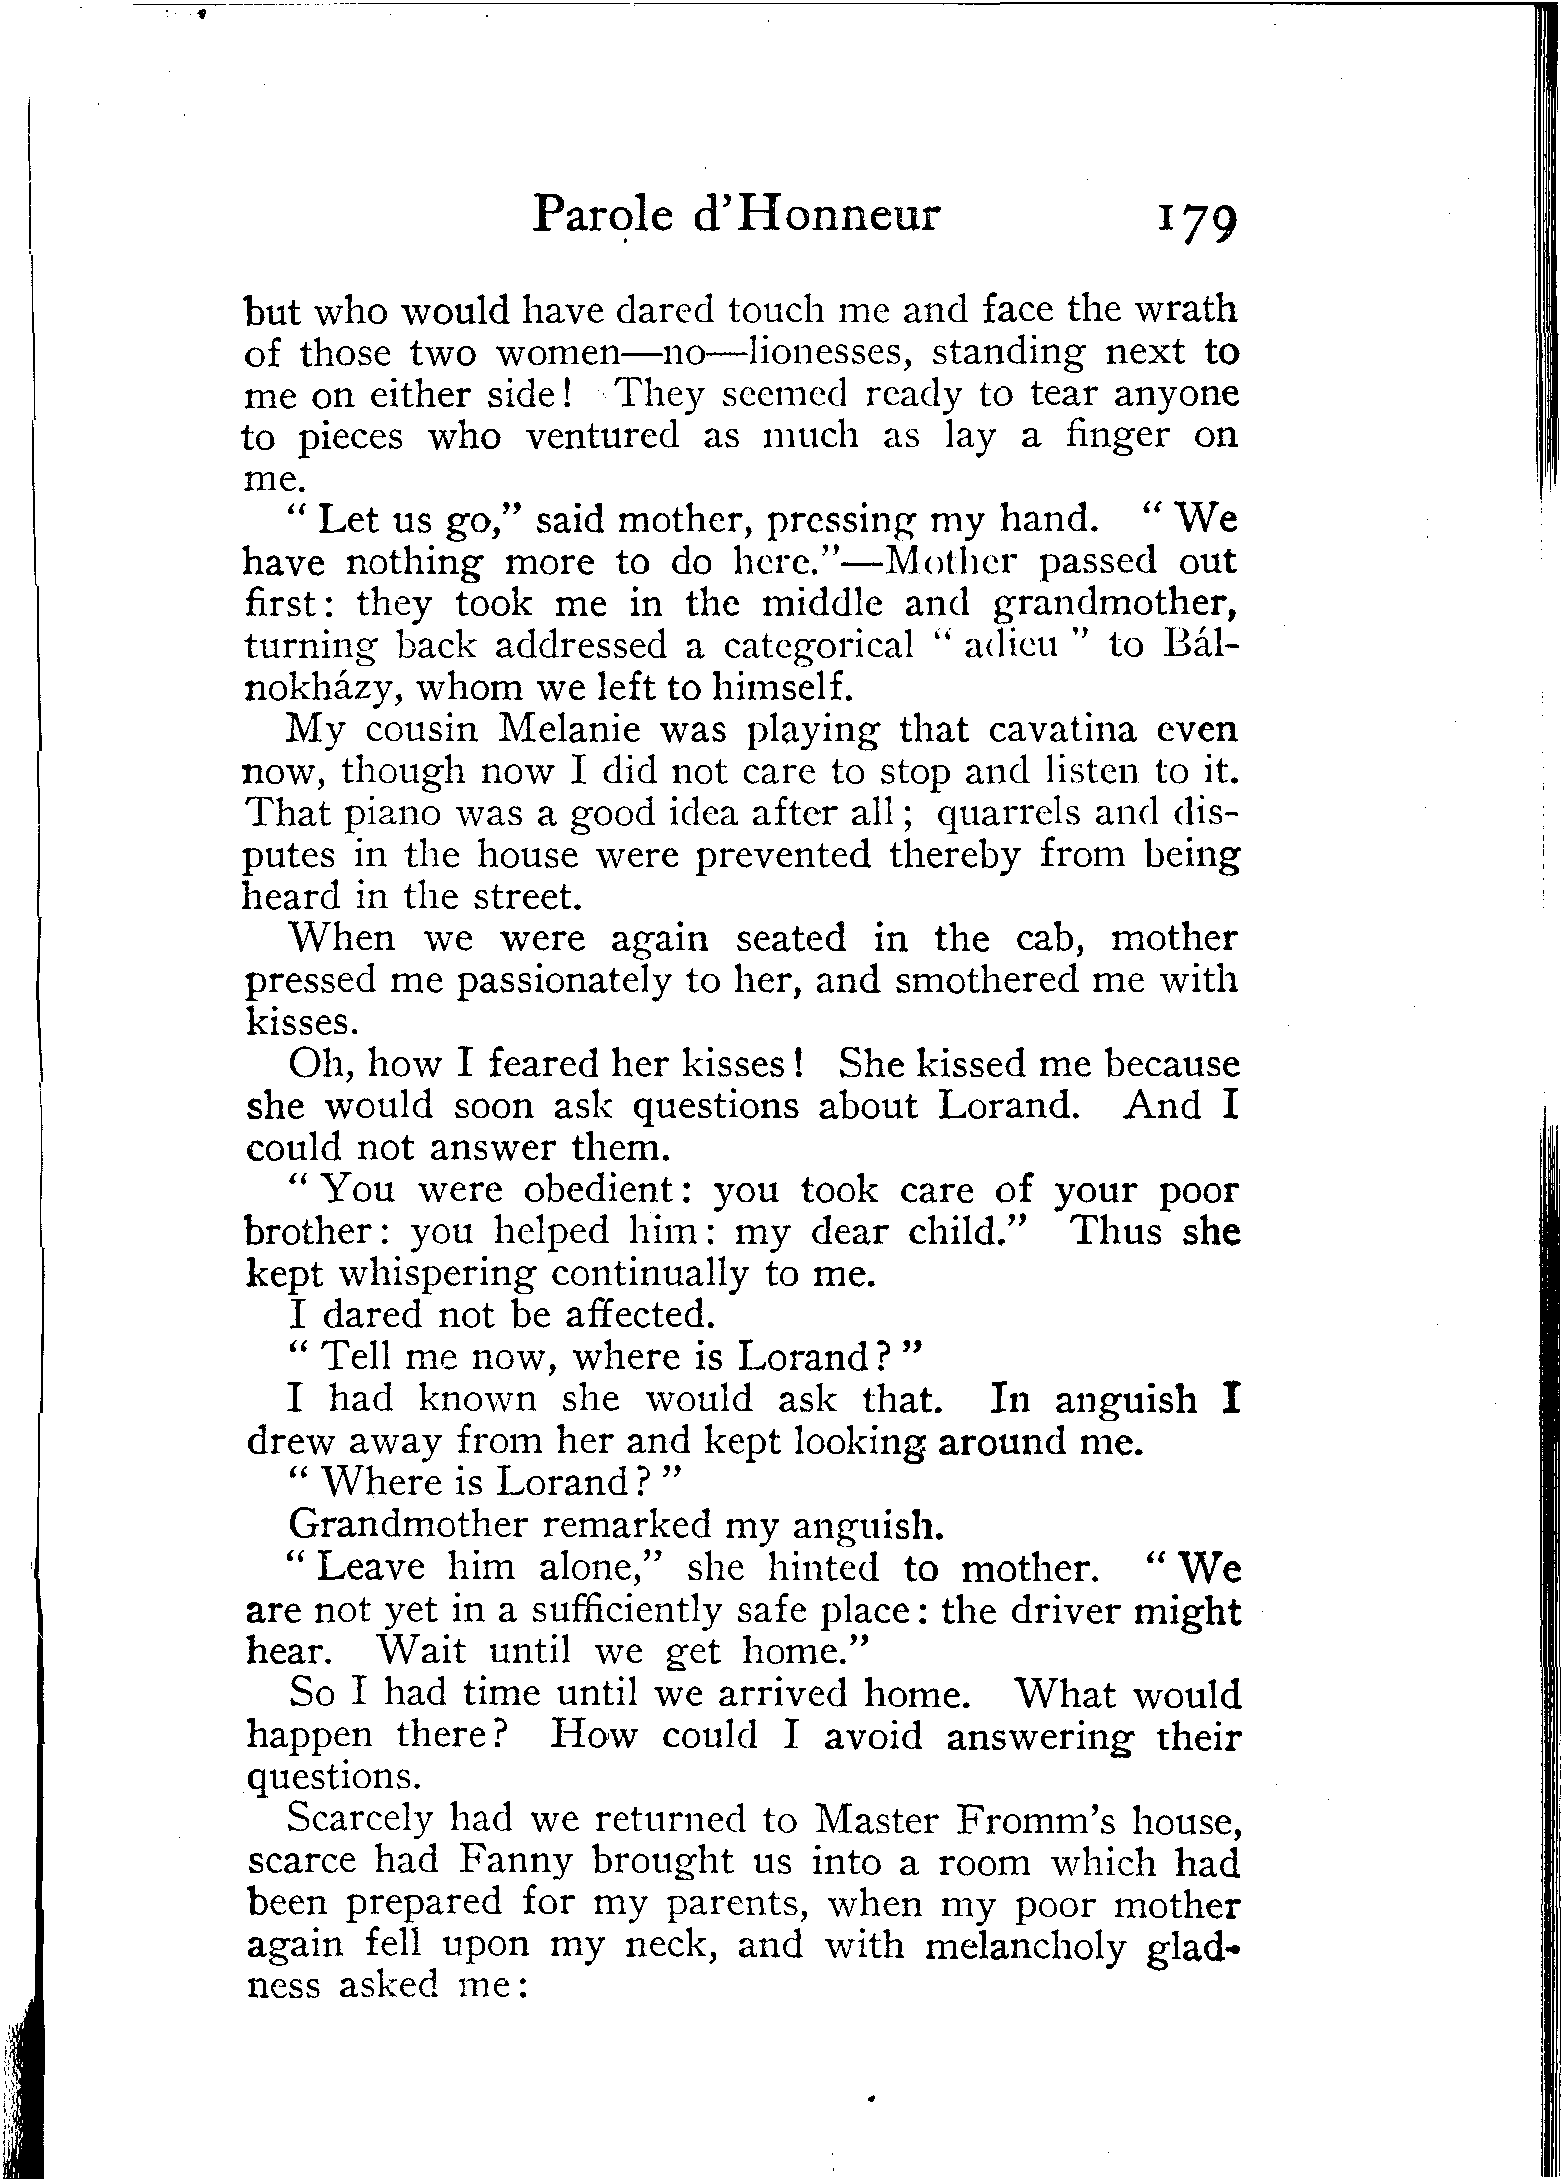 Parole d'Honneur 179
but who would have dared touch me and face the wrath
of those two women—no—lionesses, standing next to
me on either side! They seemed ready to tear anyone
to pieces who ventured as much as lay a finger on
me.
" Let us go," said mother, pressing my hand. " We
have nothing more to do here."—Mother passed out
first: they took me in the middle and grandmother,
turning back addressed a categorical " adieu " to Bál-
nokházy, whom we left to himself.
My cousin Melanie was playing that cavatina even
now, though now I did not care to stop and listen to it.
That piano was a good idea after all; quarrels and dis-
putes in the house were prevented thereby from being
heard in the street.
When we were again seated in the cab, mother
pressed me passionately to her, and smothered me with
kisses.
Oh, how I feared her kisses! She kissed me because
she would soon ask questions about Lorand. And I
could not answer them.
" You were obedient: you took care of your poor
brother: you helped him: my dear child." Thus she
kept whispering continually to me.
I dared not be affected.
" Tell me now, where is Lorand? "
I had known she would ask that. In anguish I
drew away from her and kept looking around me.
" Where is Lorand? "
Grandmother remarked my anguish.
" Leave him alone," she hinted to mother. " We
are not yet in a sufficiently safe place: the driver might
hear. Wait until we get home."
So I had time until we arrived home. What would
happen there? How could I avoid answering their
questions.
Scarcely had we returned to Master Fromm's house,
scarce had Fanny brought us into a room which had
been prepared for my parents, when my poor mother
again fell upon my neck, and with melancholy glad-
ness asked me: